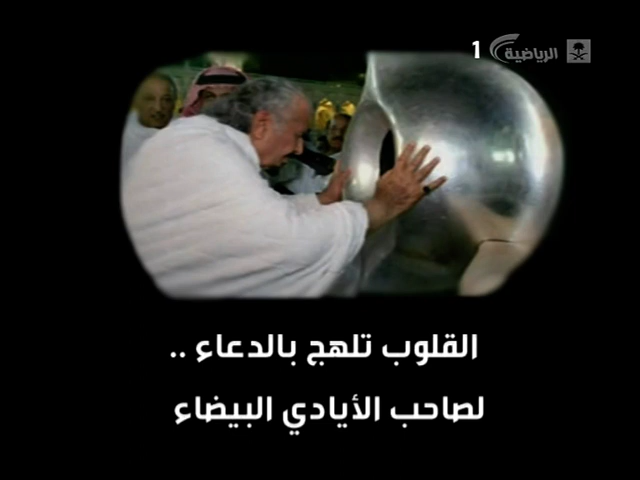 الرياضية 1
القلوب تلهج بالدعاء ..
لصاحب الأيادي البيضاء